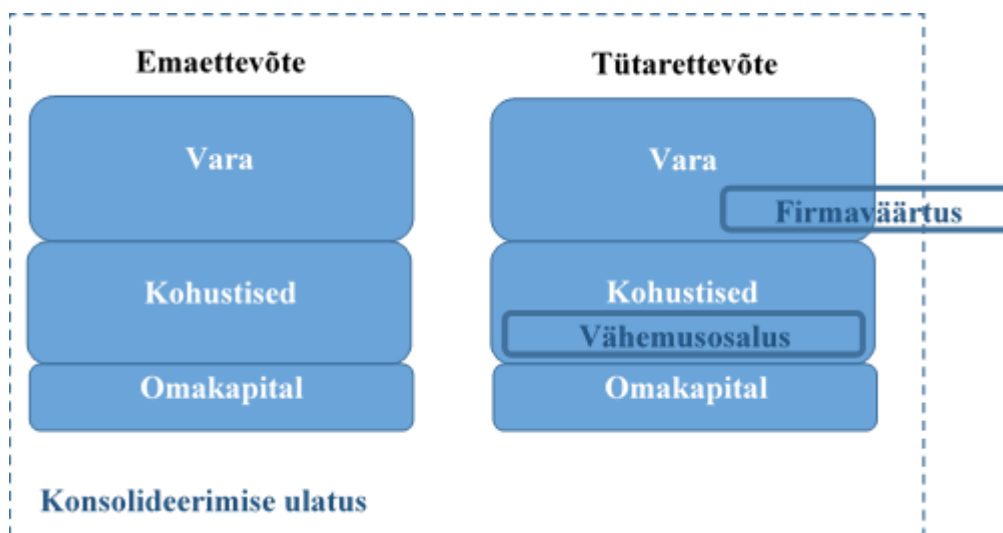 Emaettevõte
Tütarettevõte
Vara
Vara
Firmaväärtus
Kohustised
Kohustised
Vähemusosalus
Omakapital
Omakapital
Konsolideerimise ulatus